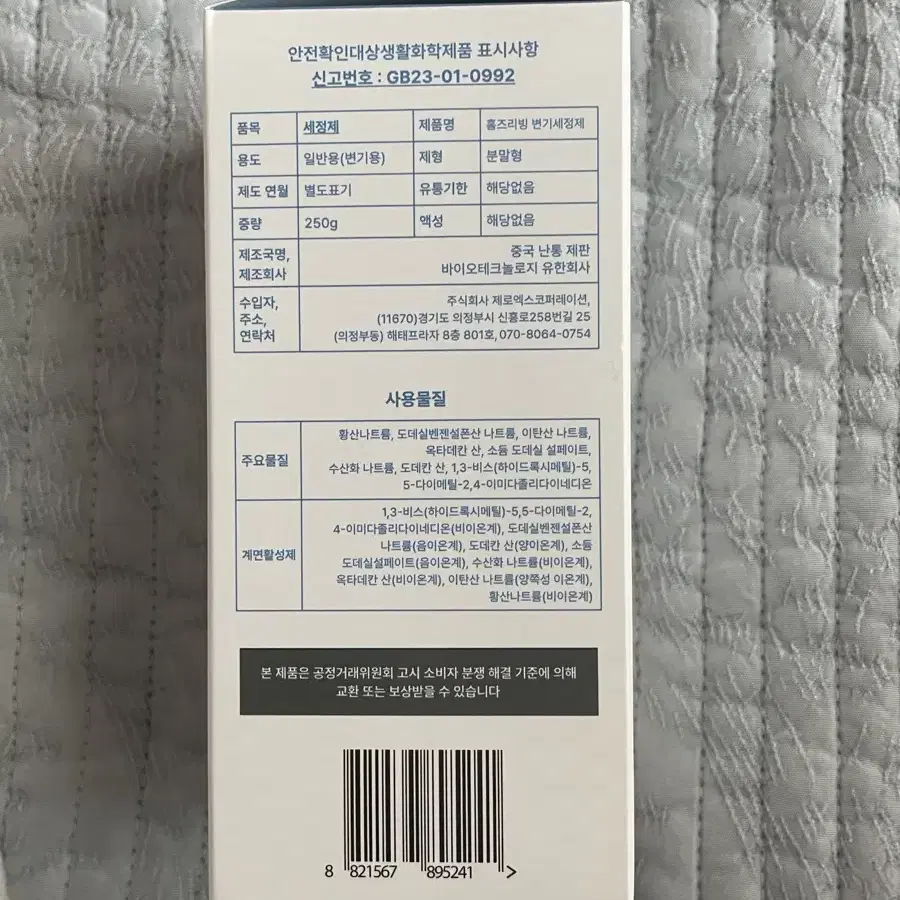 안전확인대상생활화학제품 표시사항
신고번호 : GB23-01-0992
품목 세정제 제품명 홈즈리빙 변기세정제
용도 일반용(변기용) 제형 분말형
제도 연월 별도표기 유통기한 해당없음
중량 250g 액성 해당없음
제조국명,
제조회사
중국 난통 제판
바이오테크놀로지 유한회사
수입자,
주소,
연락처
주식회사 제로엑스코퍼레이션,
(11670)경기도 의정부시 신흥로258번길 25
(의정부동) 해태프라자 8층 801호, 070-8064-0754
사용물질
주요물질
황산나트륨, 도데실벤젠설폰산 나트륨, 이탄산 나트륨,
옥타데칸 산, 소듐 도데실 설페이트,
수산화 나트륨, 도데칸 산, 1,3-비스(하이드록시메틸)-5,
5-다이메틸-2,4-이미다졸리다이네디온
계면활성제
1,3-비스(하이드록시메틸)-5,5-다이메틸-2,
4-이미다졸리다이네디온(비이온계), 도데실벤젠설폰산
나트륨(음이온계), 도데칸 산(양이온계), 소듐
도데실설페이트(음이온계), 수산화 나트륨(비이온계),
옥타데칸 산(비이온계), 이탄산 나트륨(양쪽성 이온계),
황산나트륨(비이온계)
본 제품은 공정거래위원회 고시 소비자 분쟁 해결 기준에 의해
교환 또는 보상받을 수 있습니다
8 821567 895241 >